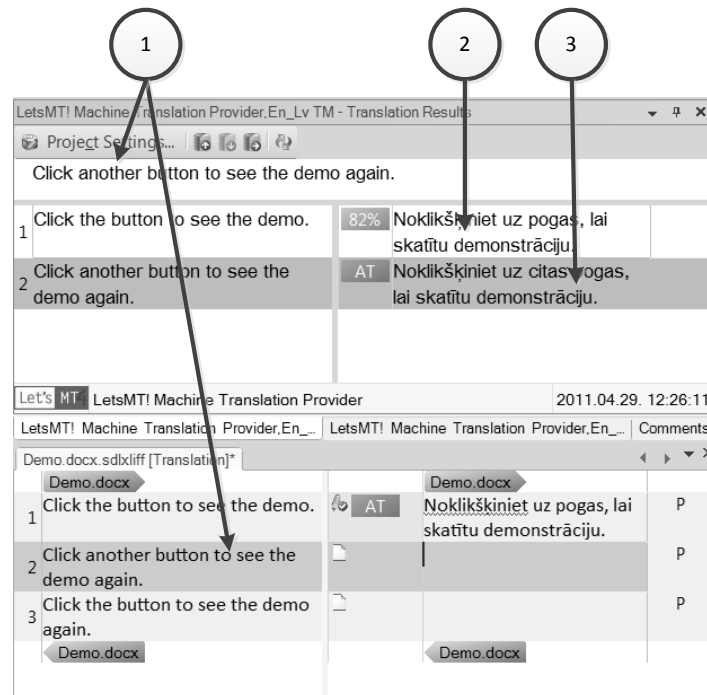 1
2
3
LetsMT! Machine Translation Provider,En_Lv TM - Translation Results
Project Settings...
Click another button to see the demo again.
1
Click the button to see the demo.
82%
Noklikšķiniet uz pogas, lai
skatītu demonstrāciju.
2
Click another button to see the
demo again.
AT
Noklikšķiniet uz citas pogas,
lai skatītu demonstrāciju.
Let's MT! LetsMT! Machine Translation Provider
2011.04.29. 12:26:11
LetsMT! Machine Translation Provider,En_...
LetsMT! Machine Translation Provider,En_...
Comments
Demo.docx.sdlxliff [Translation]*
Demo.docx
Demo.docx
1
Click the button to see the demo.
AT
Noklikšķiniet uz pogas, lai
skatītu demonstrāciju.
P
2
Click another button to see the
demo again.
P
3
Click the button to see the demo
again.
P
Demo.docx
Demo.docx